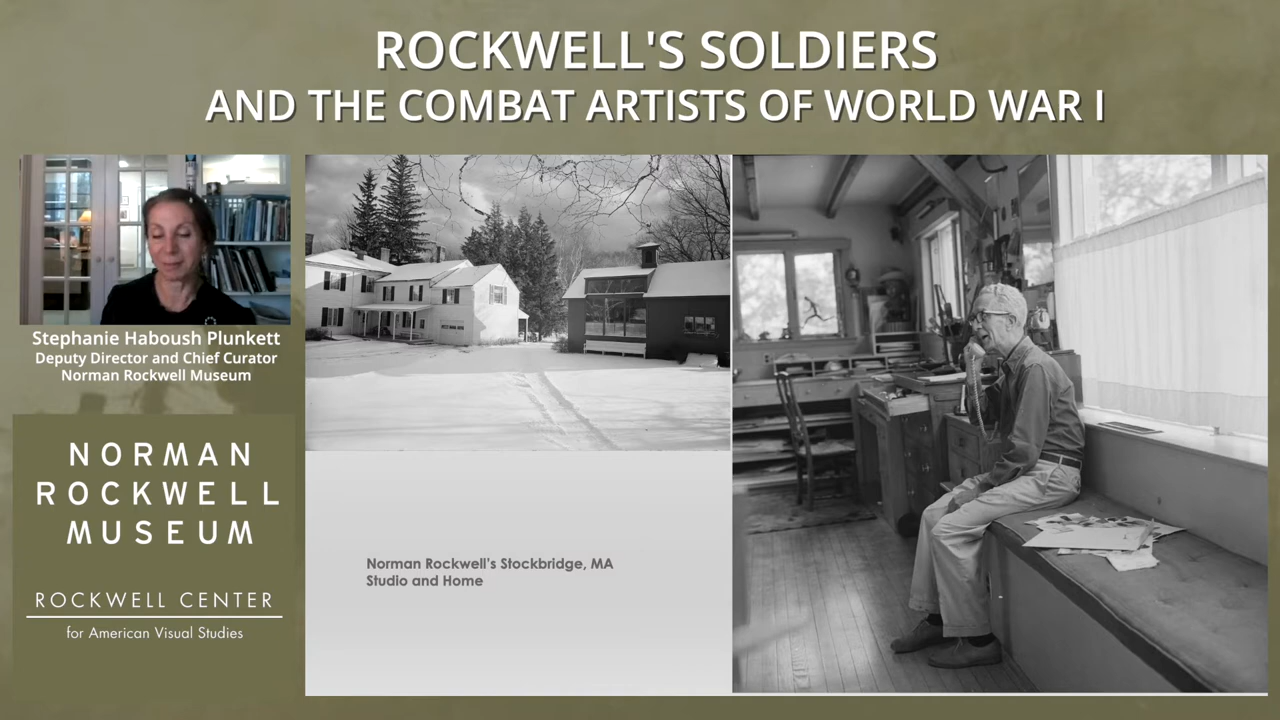 ROCKWELL'S SOLDIERS
AND THE COMBAT ARTISTS OF WORLD WAR I
Stephanie Haboush Plunkett
Deputy Director and Chief Curator
Norman Rockwell Museum
NORMAN
ROCKWELL
MUSEUM
ROCKWELL CENTER
for American Visual Studies
Norman Rockwell’s Stockbridge, MA
Studio and Home